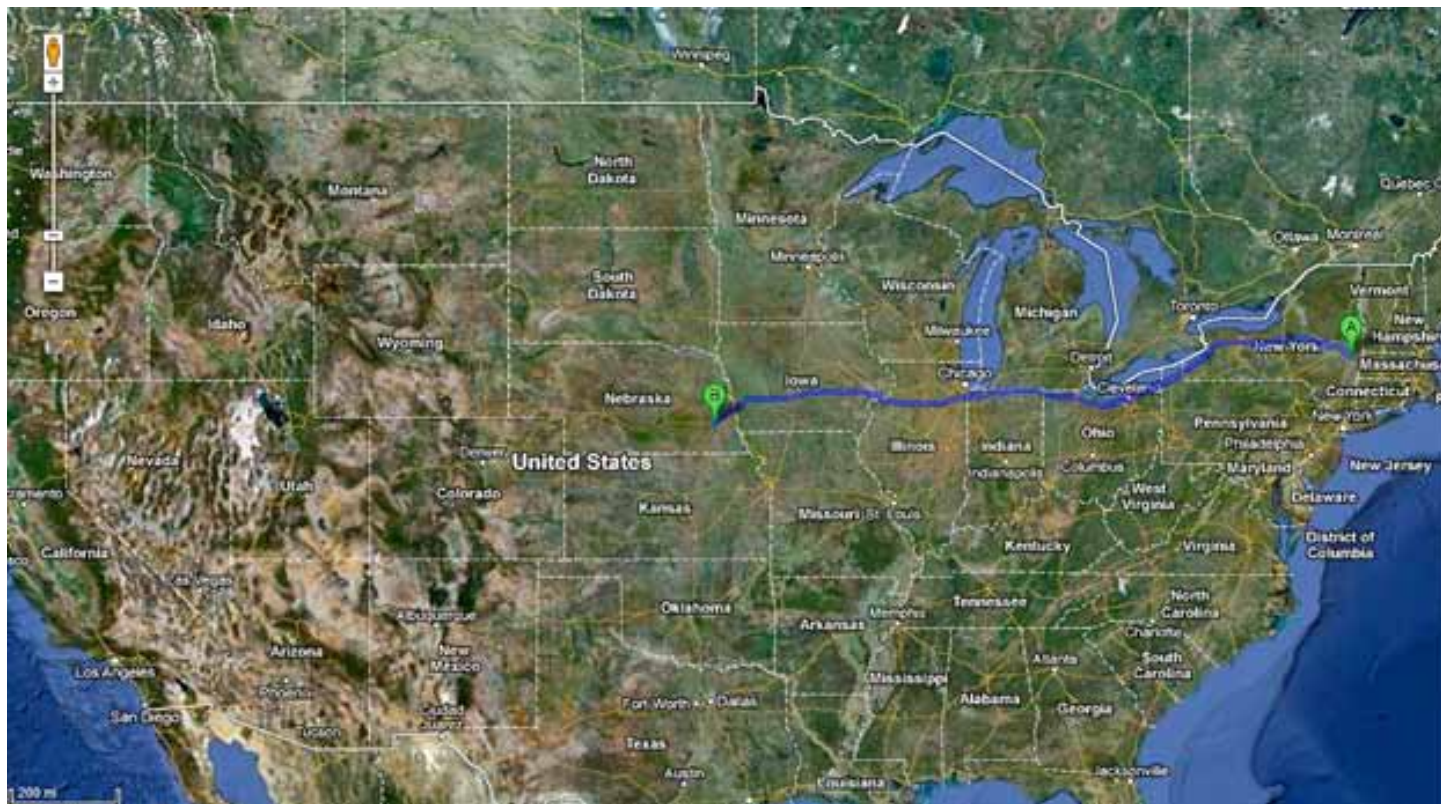 Winnipeg
Washington
Montana
North
Dakota
Minnesota
Quebec
Ottawa
Montreal
Minneapolis
South
Dakota
Wisconsin
Michigan
Toronto
Vermont
Oregon
Idaho
Wyoming
Milwaukee
Detroit
New York
A
New
Hampshire
Chicago
Massachus
Nebraska
B
Iowa
Cleveland
Connecticut
New York
Illinois
Indiana
Ohio
Pennsylvania
Philadelphia
Nevada
Utah
Denver
Colorado
United States
Indianapolis
Columbus
Maryland
New Jersey
Kansas
Missouri
St. Louis
West
Virginia
Delaware
California
Las Vegas
Kentucky
Virginia
District of
Columbia
Albuquerque
Oklahoma
Arkansas
Memphis
Tennessee
North
Carolina
Charlotte
Los Angeles
Arizona
Phoenix
New
Mexico
Mississippi
Atlanta
South
Carolina
San Diego
Tucson
Ciudad
Juarez
Fort Worth
Dallas
Alabama
Georgia
Texas
Austin
Louisiana
Jacksonville
200 mi